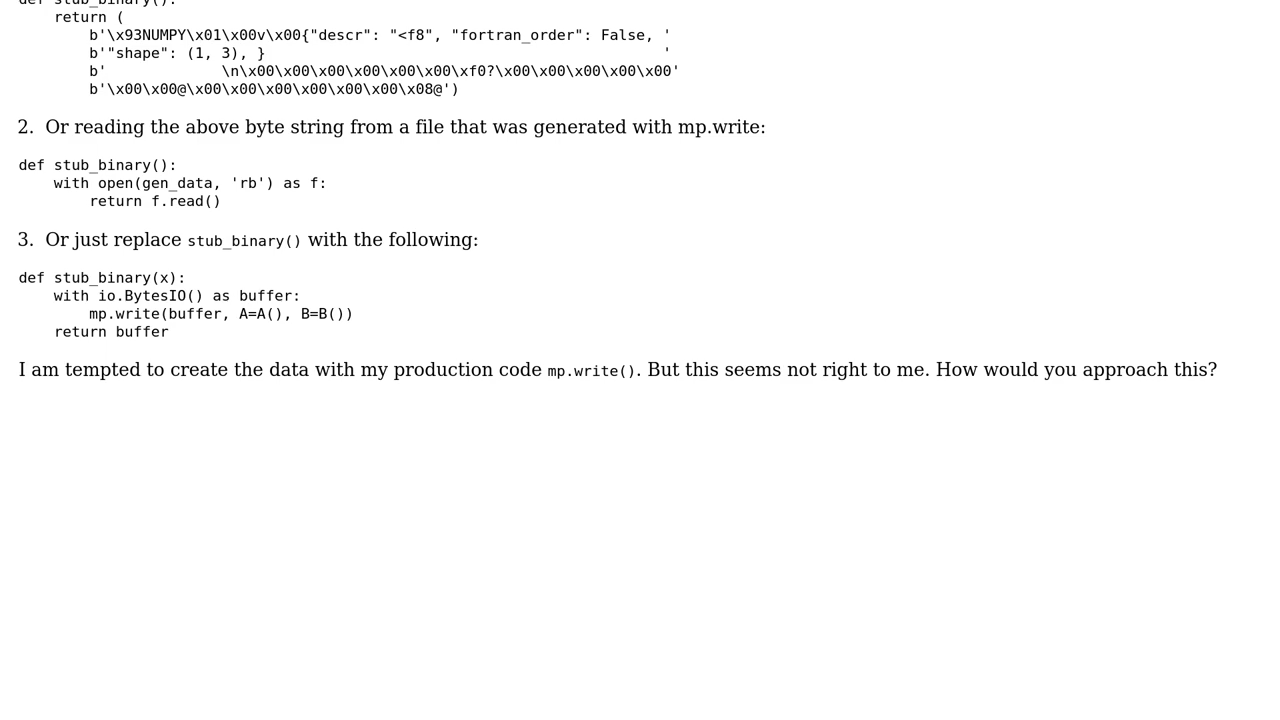 def stub_binary():
    return (
        b'\x93NUMPY\x01\x00v\x00{"descr": "<f8", "fortran_order": False, '
        b'"shape": (1, 3), }                                             '
        b'             \n\x00\x00\x00\x00\x00\x00\xf0?\x00\x00\x00\x00\x00'
        b'\x00\x00@\x00\x00\x00\x00\x00\x00\x08@')
2. Or reading the above byte string from a file that was generated with mp.write:
def stub_binary():
    with open(gen_data, 'rb') as f:
        return f.read()
3. Or just replace stub_binary() with the following:
def stub_binary(x):
    with io.BytesIO() as buffer:
        mp.write(buffer, A=A(), B=B())
    return buffer
I am tempted to create the data with my production code mp.write(). But this seems not right to me. How would you approach this?